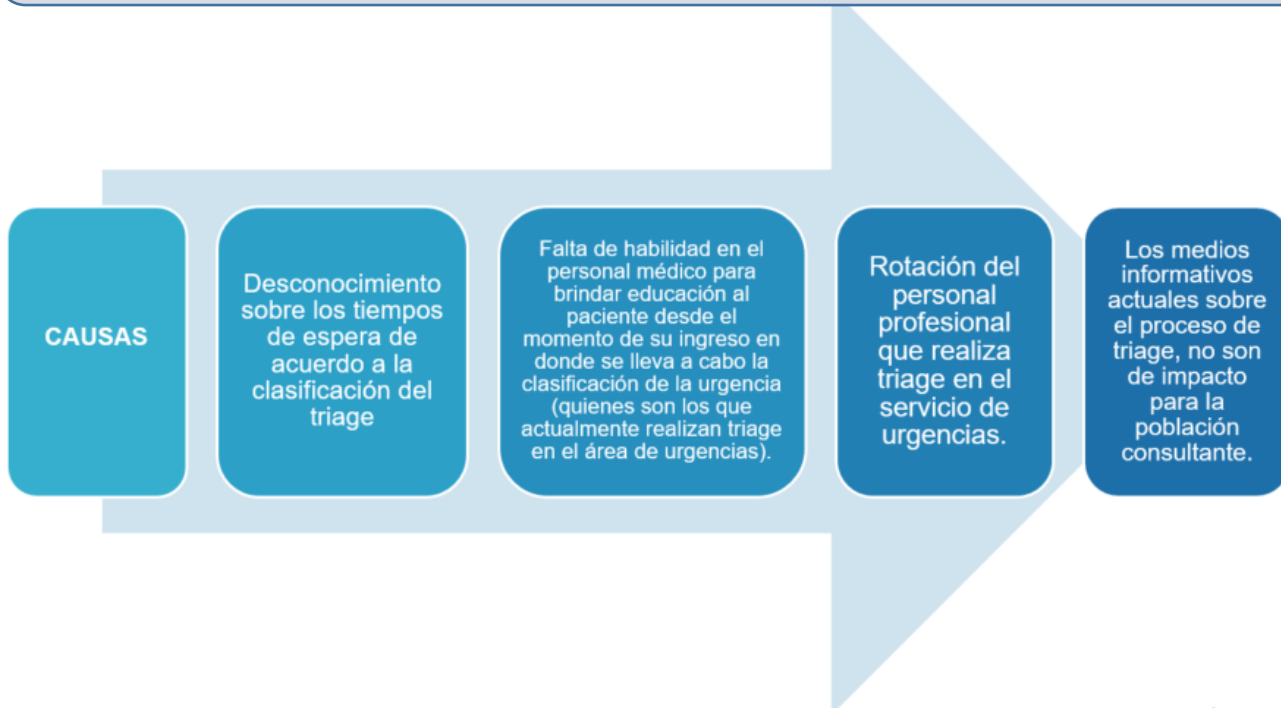 CAUSAS
Desconocimiento
sobre los tiempos
de espera de
acuerdo a la
clasificación del
triage
Falta de habilidad en el
personal médico para
brindar educación al
paciente desde el
momento de su ingreso en
donde se lleva a cabo la
clasificación de la urgencia
(quienes son los que
actualmente realizan triage
en el área de urgencias).
Rotación del
personal
profesional
que realiza
triage en el
servicio de
urgencias.
Los medios
informativos
actuales sobre
el proceso de
triage, no son
de impacto
para la
población
consultante.